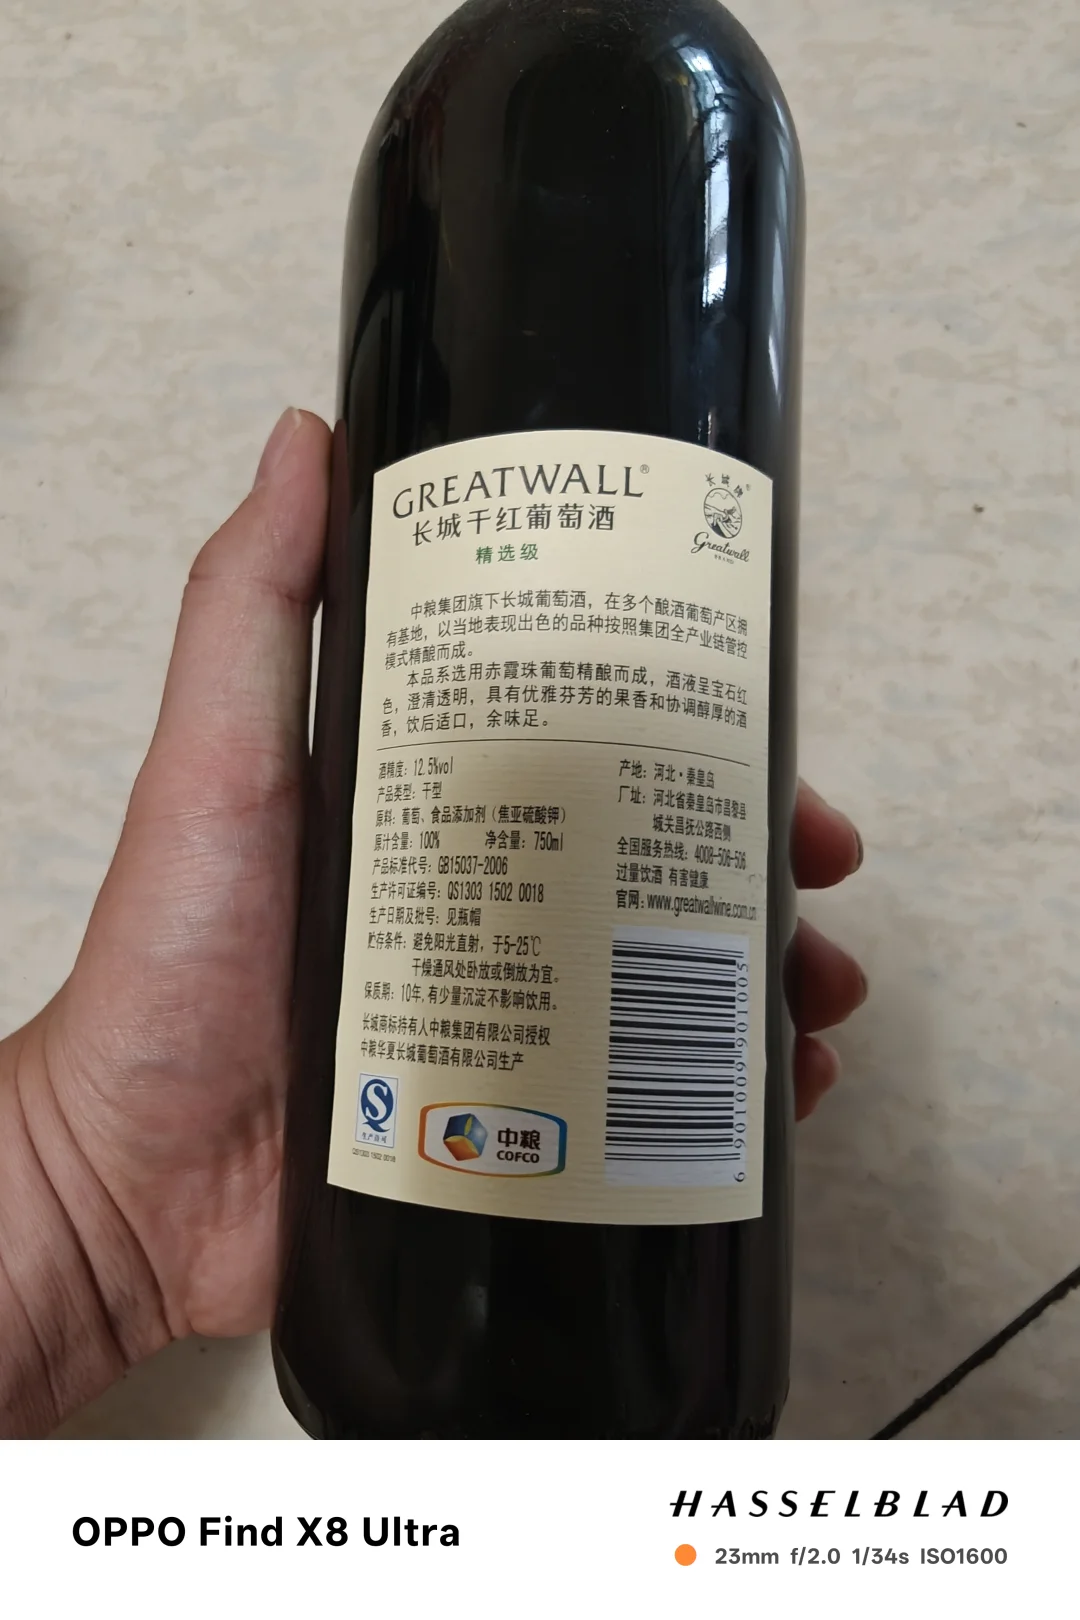 GREATWALL®
长城干红葡萄酒
精选级
长城牌®
Greatwall
中粮集团旗下长城葡萄酒，在多个酿酒葡萄产区拥
有基地，以当地表现出色的品种按照集团全产业链管控
模式精酿而成。
本品系选用赤霞珠葡萄精酿而成，酒液呈宝石红
色，澄清透明，具有优雅芬芳的果香和协调醇厚的酒
香，饮后适口，余味足。
酒精度：12.5%vol
产品类型：干型
原料：葡萄、食品添加剂（焦亚硫酸钾）
原汁含量：100% 净含量：750ml
产品标准代号：GB15037-2006
生产许可证编号：QS1303 1502 0018
生产日期及批号：见瓶帽
贮存条件：避免阳光直射，于5-25℃
干燥通风处卧放或倒放为宜。
保质期：10年，有少量沉淀不影响饮用。
长城商标持有人中粮集团有限公司授权
中粮华夏长城葡萄酒有限公司生产
产地：河北·秦皇岛
厂址：河北省秦皇岛市昌黎县
城关昌抚公路西侧
全国服务热线：4008-506-506
过量饮酒 有害健康
官网：www.greatwallwine.com.cn
6 901009 901005
生产许可
QS1303 1502 0018
中粮
COFCO
OPPO Find X8 Ultra
HASSELBLAD
23mm f/2.0 1/34s ISO1600